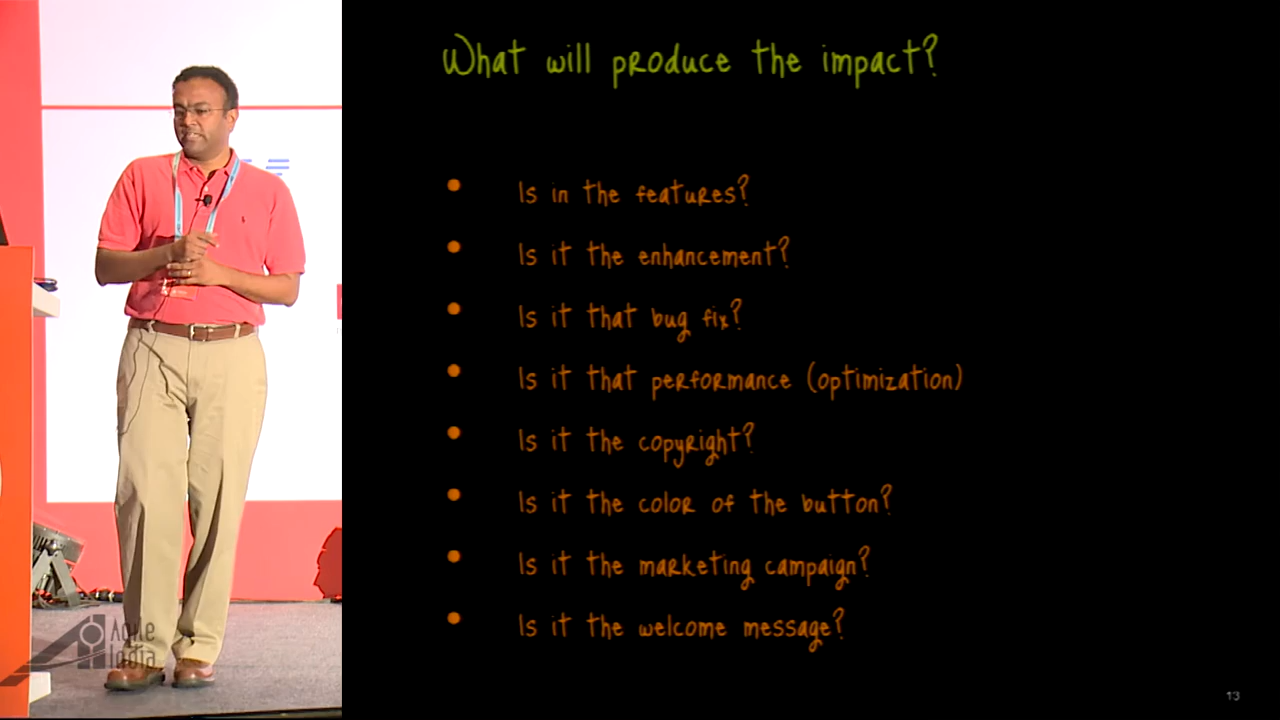 What will produce the impact?
• Is in the features?
• Is it the enhancement?
• Is it that bug fix?
• Is it that performance (optimization)
• Is it the copyright?
• Is it the color of the button?
• Is it the marketing campaign?
• Is it the welcome message?
Agile
India
13